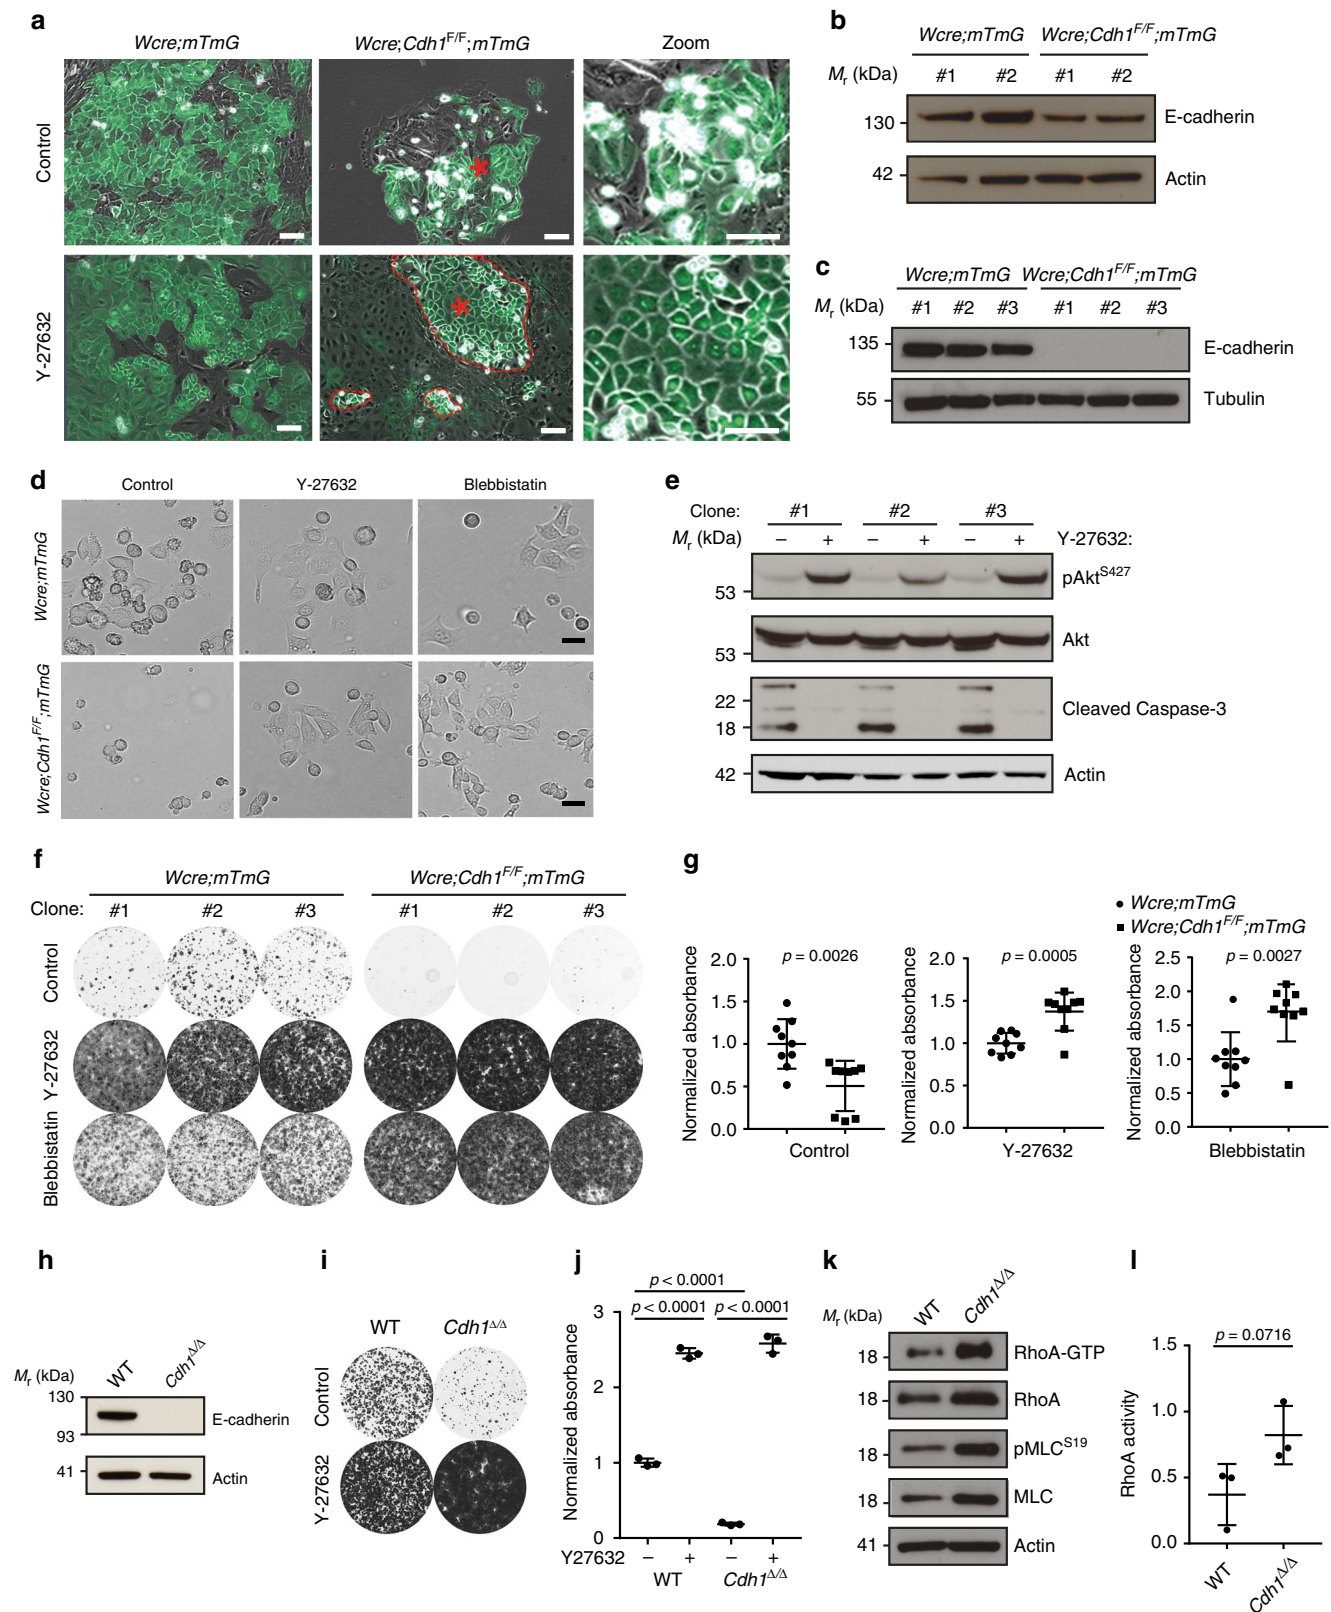 a
Wcre;mTmG
Wcre;Cdh1F/F;mTmG
Zoom
Control
*
Y-27632
*
b
Wcre;mTmG
Wcre;Cdh1F/F;mTmG
Mr (kDa)
#1 #2 #1 #2
130
E-cadherin
42
Actin
c
Wcre;mTmG
Wcre;Cdh1F/F;mTmG
Mr (kDa)
#1 #2 #3 #1 #2 #3
135
E-cadherin
55
Tubulin
d
Control
Y-27632
Blebbistatin
Wcre;mTmG
Wcre;Cdh1F/F;mTmG
e
Clone:
#1 #2 #3
Mr (kDa)
– + – + – +
Y-27632:
53
pAktS427
53
Akt
22
18
Cleaved Caspase-3
42
Actin
f
Wcre;mTmG
Wcre;Cdh1F/F;mTmG
Clone:
#1 #2 #3 #1 #2 #3
Control
Y-27632
Blebbistatin
g
Wcre;mTmG
Wcre;Cdh1F/F;mTmG
Normalized absorbance
2.0
1.5
1.0
0.5
0.0
p = 0.0026
Control
Normalized absorbance
2.0
1.5
1.0
0.5
0.0
p = 0.0005
Y-27632
Normalized absorbance
2.5
2.0
1.5
1.0
0.5
0.0
p = 0.0027
Blebbistatin
h
Mr (kDa)
WT
Cdh1Δ/Δ
130
93
E-cadherin
41
Actin
i
WT
Cdh1Δ/Δ
Control
Y-27632
j
p < 0.0001
p < 0.0001
p < 0.0001
Normalized absorbance
3
2
1
0
Y27632
– + – +
WT
Cdh1Δ/Δ
k
Mr (kDa)
WT
Cdh1Δ/Δ
18
RhoA-GTP
18
RhoA
18
pMLCS19
18
MLC
41
Actin
l
p = 0.0716
RhoA activity
1.5
1.0
0.5
0.0
WT
Cdh1Δ/Δ